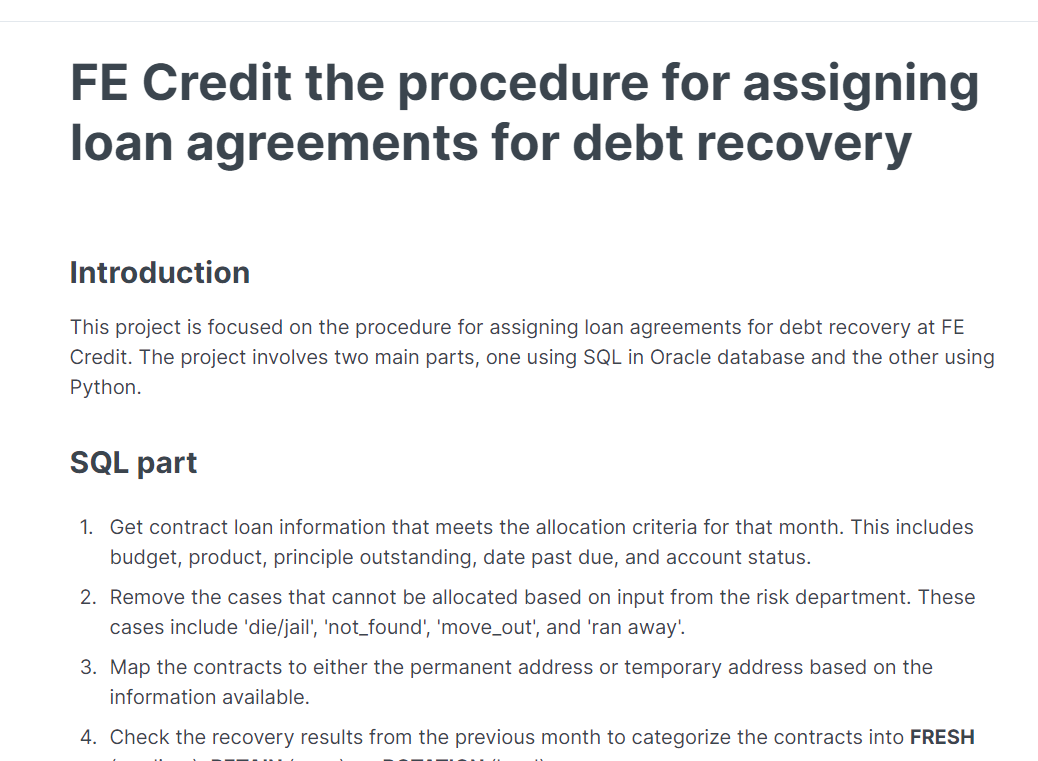 FE Credit the procedure for assigning
loan agreements for debt recovery
Introduction
This project is focused on the procedure for assigning loan agreements for debt recovery at FE
Credit. The project involves two main parts, one using SQL in Oracle database and the other using
Python.
SQL part
1. Get contract loan information that meets the allocation criteria for that month. This includes
budget, product, principle outstanding, date past due, and account status.
2. Remove the cases that cannot be allocated based on input from the risk department. These
cases include 'die/jail', 'not_found', 'move_out', and 'ran away'.
3. Map the contracts to either the permanent address or temporary address based on the
information available.
4. Check the recovery results from the previous month to categorize the contracts into FRESH